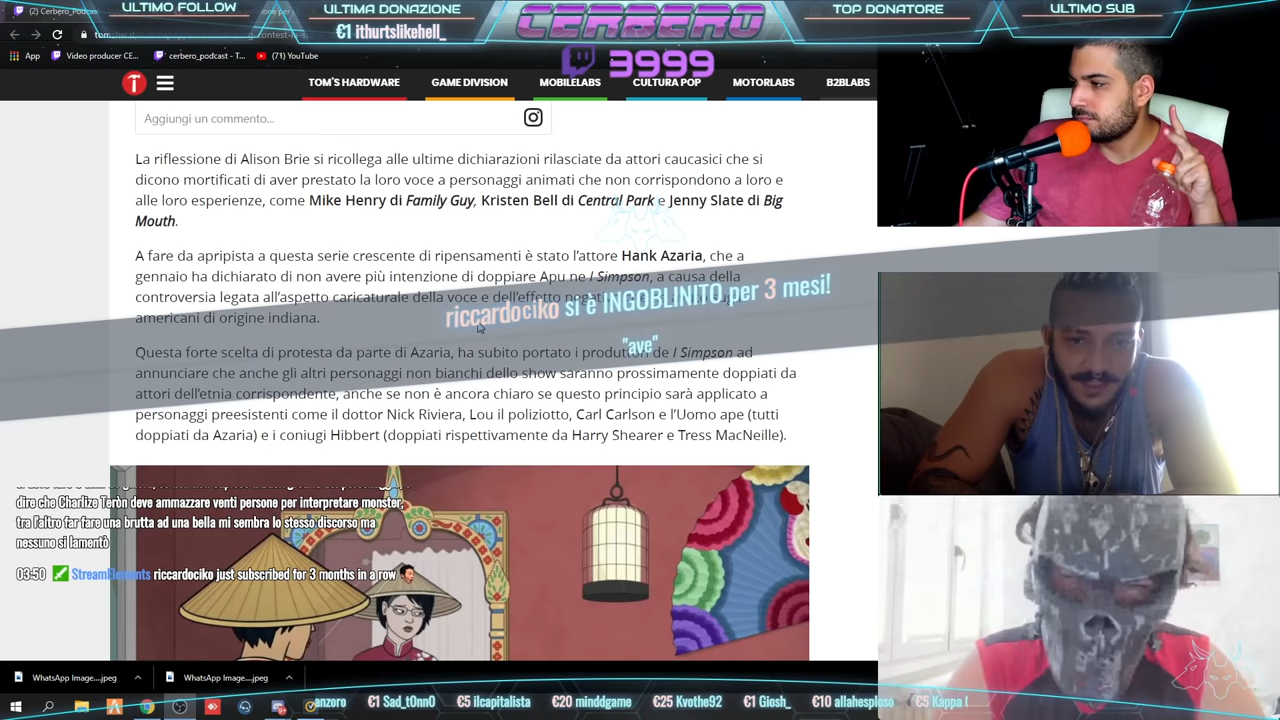 (2) Cerbero_Podcast
ULTIMO FOLLOW
ULTIMA DONAZIONE
€1 ithurtslikehell_
CERBERO
3999
TOP DONATORE
ULTIMO SUB
App
Video producer CE...
cerbero_podcast - T...
(71) YouTube
TOM'S HARDWARE
GAME DIVISION
MOBILELABS
CULTURA POP
MOTORLABS
B2BLABS
Aggiungi un commento...
La riflessione di Alison Brie si ricollega alle ultime dichiarazioni rilasciate da attori caucasici che si
dicono mortificati di aver prestato la loro voce a personaggi animati che non corrispondono a loro e
alle loro esperienze, come Mike Henry di Family Guy, Kristen Bell di Central Park e Jenny Slate di Big
Mouth.
A fare da apripista a questa serie crescente di ripensamenti è stato l'attore Hank Azaria, che a
gennaio ha dichiarato di non avere più intenzione di doppiare Apu ne I Simpson, a causa della
controversia legata all'aspetto caricaturale della voce e dell'effetto
americani di origine indiana.
riccardociko si è INGOBLINITO per 3 mesi!
"ave"
Questa forte scelta di protesta da parte di Azaria, ha subito portato i produttori de I Simpson ad
annunciare che anche gli altri personaggi non bianchi dello show saranno prossimamente doppiati da
attori dell'etnia corrispondente, anche se non è ancora chiaro se questo principio sarà applicato a
personaggi preesistenti come il dottor Nick Riviera, Lou il poliziotto, Carl Carlson e l'Uomo ape (tutti
doppiati da Azaria) e i coniugi Hibbert (doppiati rispettivamente da Harry Shearer e Tress MacNeille).
dire che Charlize Teròn deve ammazzare venti persone per interpretare monster,
tra l'altro far fare una brutta ad una bella mi sembra lo stesso discorso ma
nessuno si lamentò
03:50 StreamElements riccardociko just subscribed for 3 months in a row
WhatsApp Image....jpeg
WhatsApp Image....jpeg
anzoro €1 Sad_t0nn0 €5 ilcapitalista €20 minddgame €25 Kvothe92 €1 Giosh_ €10 allahesploso €5 Kappa